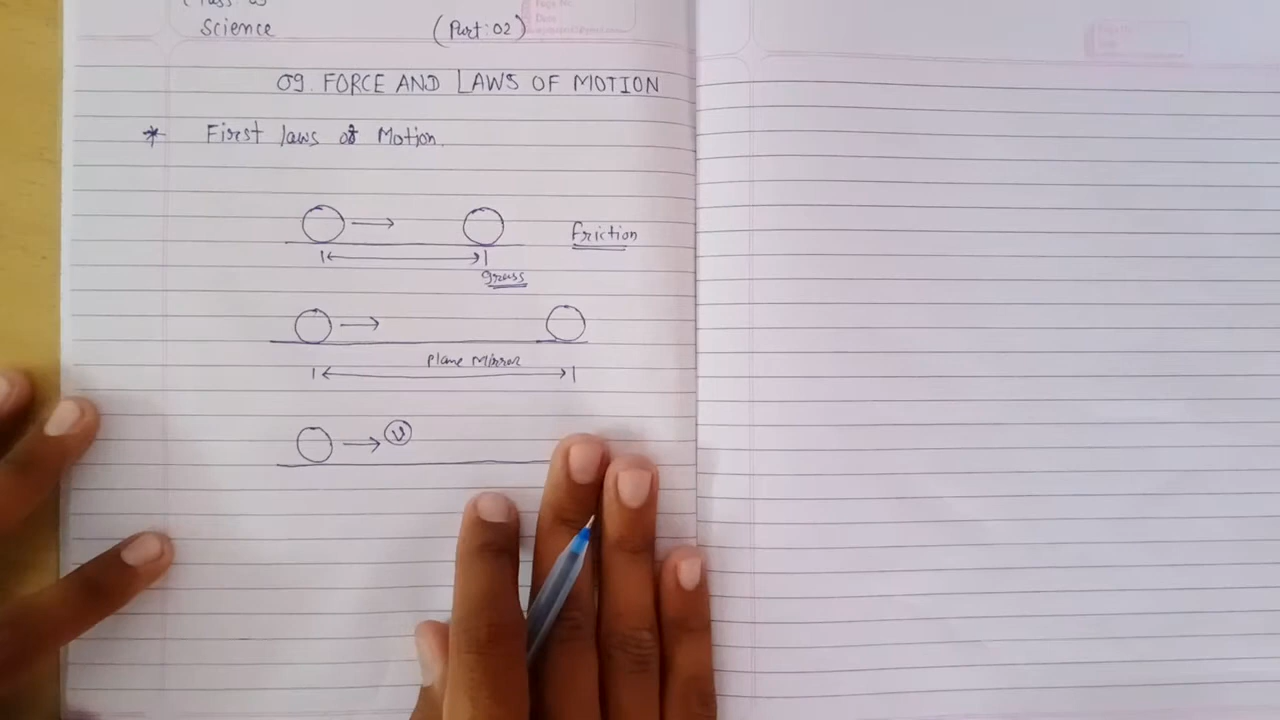 Science
(Part: 02)
09. FORCE AND LAWS OF MOTION
* First laws of Motion.
friction
grass
plane Mirror
v